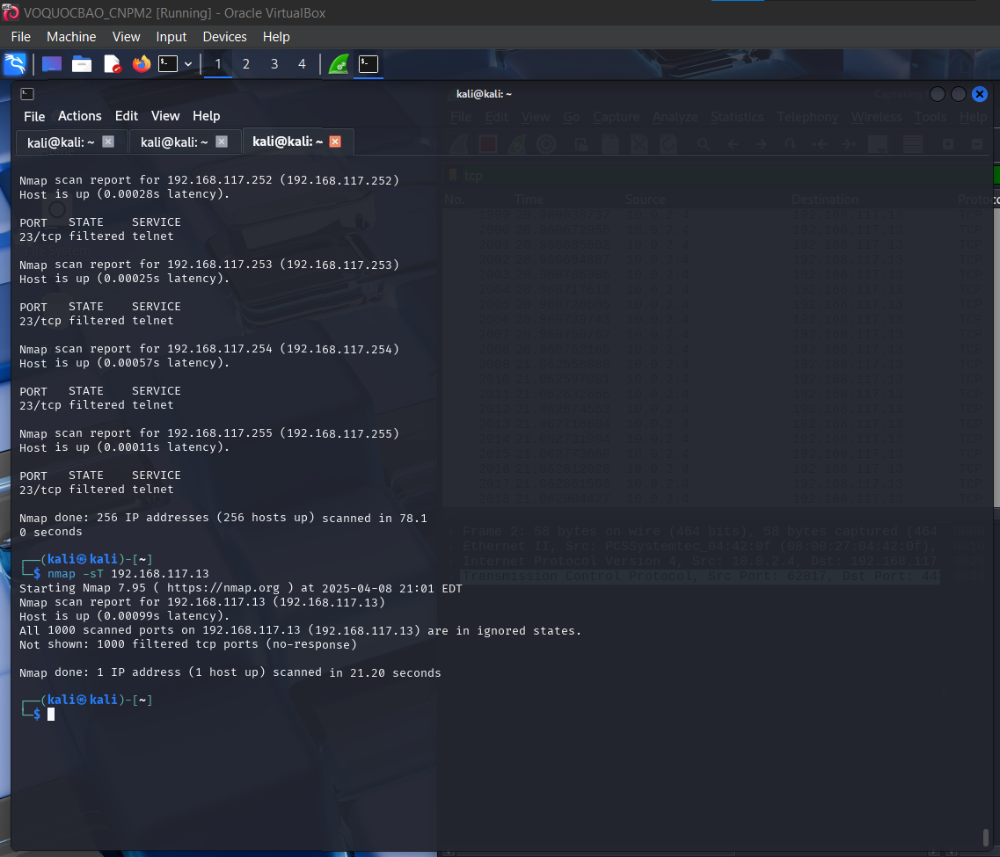 VOQUOCBAO_CNPM2 [Running] - Oracle VirtualBox
File Machine View Input Devices Help
1 2 3 4
kali@kali: ~
File Actions Edit View Help
File Edit View Go Capture Analyze Statistics Telephony Wireless Tools Help
kali@kali: ~ kali@kali: ~ kali@kali: ~
tcp
No. Time Source Destination
Nmap scan report for 192.168.117.252 (192.168.117.252)
Host is up (0.00028s latency).
PORT STATE SERVICE
23/tcp filtered telnet
Nmap scan report for 192.168.117.253 (192.168.117.253)
Host is up (0.00025s latency).
PORT STATE SERVICE
23/tcp filtered telnet
Nmap scan report for 192.168.117.254 (192.168.117.254)
Host is up (0.00057s latency).
PORT STATE SERVICE
23/tcp filtered telnet
Nmap scan report for 192.168.117.255 (192.168.117.255)
Host is up (0.00011s latency).
PORT STATE SERVICE
23/tcp filtered telnet
Nmap done: 256 IP addresses (256 hosts up) scanned in 78.1
0 seconds
┌──(kali㉿kali)-[~]
└─$ nmap -sT 192.168.117.13
Starting Nmap 7.95 ( https://nmap.org ) at 2025-04-08 21:01 EDT
Nmap scan report for 192.168.117.13 (192.168.117.13)
Host is up (0.00099s latency).
All 1000 scanned ports on 192.168.117.13 (192.168.117.13) are in ignored states.
Not shown: 1000 filtered tcp ports (no-response)
Nmap done: 1 IP address (1 host up) scanned in 21.20 seconds
┌──(kali㉿kali)-[~]
└─$
Frame 2: 58 bytes on wire (464 bits), 58 bytes captured (464
Ethernet II, Src: PCSSystemtec_04:42:0f (08:00:27:04:42:0f),
Internet Protocol Version 4, Src: 10.0.2.4, Dst: 192.168.117
Transmission Control Protocol, Src Port: 62817, Dst Port: 44